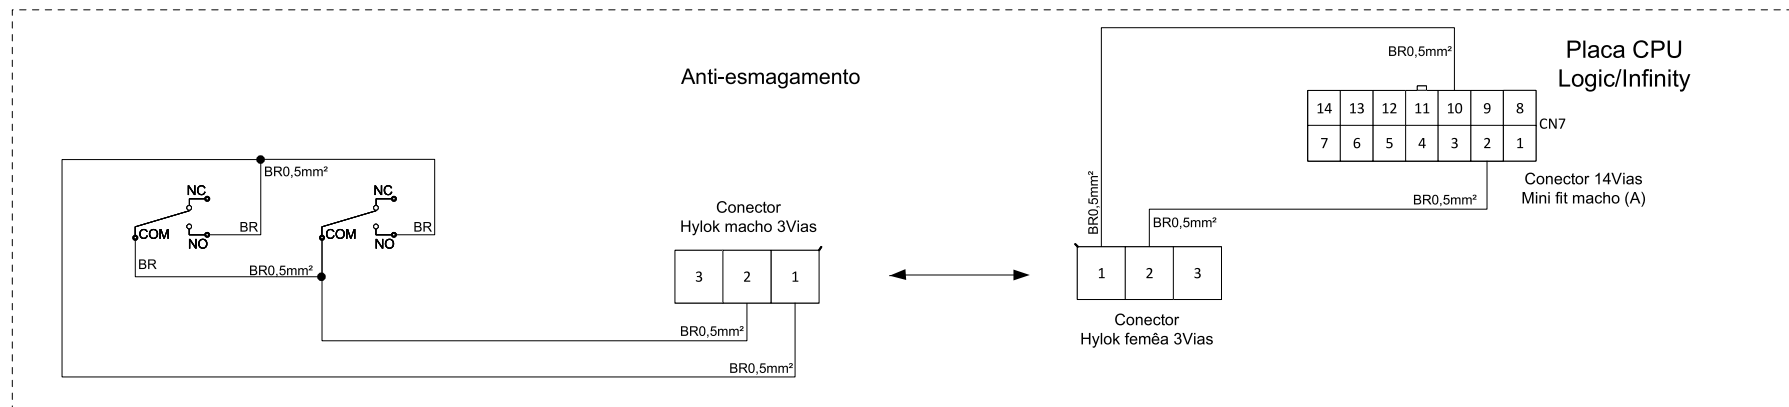 Anti-esmagamento
Placa CPU
Logic/Infinity
BR0,5mm²
14 13 12 11 10 9 8
CN7
7 6 5 4 3 2 1
Conector 14Vias
Mini fit macho (A)
BR0,5mm²
BR0,5mm²
BR0,5mm²
1 2 3
Conector
Hylok femêa 3Vias
BR0,5mm²
NC
COM
NO
BR
BR
NC
COM
NO
BR
BR0,5mm²
Conector
Hylok macho 3Vias
3 2 1
BR0,5mm²
BR0,5mm²